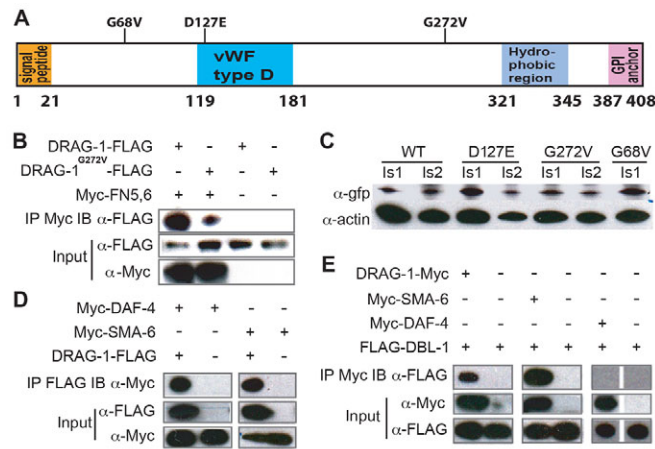 A
G68V D127E G272V
signal peptide vWF type D Hydro-phobic region GPI anchor
1 21 119 181 321 345 387 408
B
DRAG-1-FLAG + - + -
DRAG-1G272V-FLAG - + - +
Myc-FN5,6 + + - -
IP Myc IB α-FLAG
Input α-FLAG
α-Myc
C
WT D127E G272V G68V
Is1 Is2 Is1 Is2 Is1 Is2 Is1
α-gfp
α-actin
D
Myc-DAF-4 + + - -
Myc-SMA-6 - - + +
DRAG-1-FLAG + - + -
IP FLAG IB α-Myc
Input α-FLAG
α-Myc
E
DRAG-1-Myc + - - - - -
Myc-SMA-6 - - + - - -
Myc-DAF-4 - - - - + -
FLAG-DBL-1 + + + + + +
IP Myc IB α-FLAG
Input α-Myc
α-FLAG